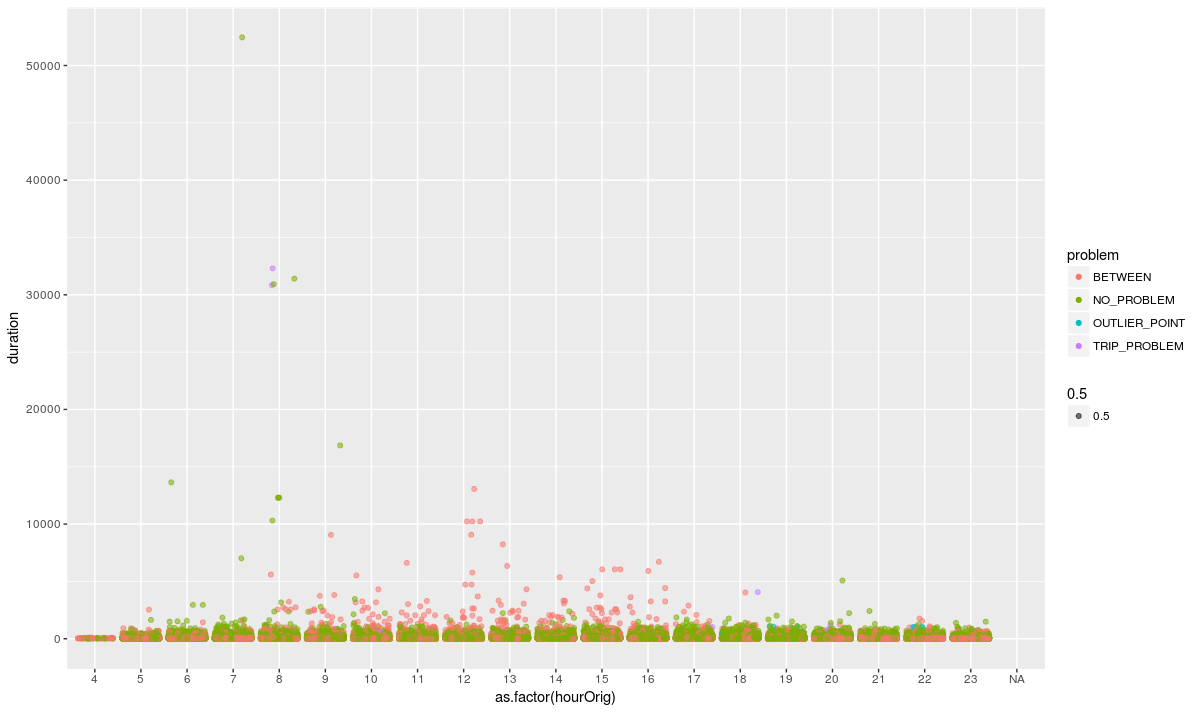 50000
40000
30000
20000
10000
0
duration
4 5 6 7 8 9 10 11 12 13 14 15 16 17 18 19 20 21 22 23 NA
as.factor(hourOrig)
problem
BETWEEN
NO_PROBLEM
OUTLIER_POINT
TRIP_PROBLEM
0.5
0.5